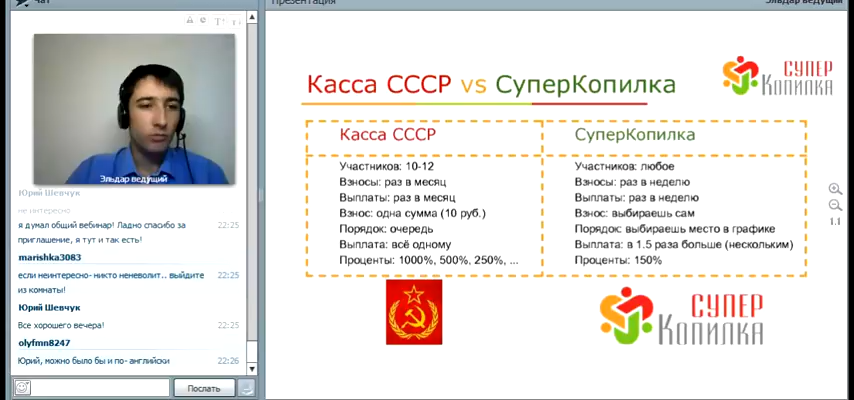 Чат
Презентация
Эльдар ведущий
Эльдар ведущий
Юрий Шевчук
не интересно
я думал общий вебинар! Ладно спасибо за
22:25
приглашение, я тут и так есть!
marishka3083
если неинтересно- никто неневолит.. выйдите
22:25
из комнаты!
Юрий Шевчук
Все хорошего вечера!
22:25
olyfmn8247
Юрий, можно было бы и по- английски
22:26
Послать
Касса СССР vs СуперКопилка
СУПЕР
КОПИЛКА
Касса СССР
Участников: 10-12
Взносы: раз в месяц
Выплаты: раз в месяц
Взнос: одна сумма (10 руб.)
Порядок: очередь
Выплата: всё одному
Проценты: 1000%, 500%, 250%, ...
СуперКопилка
Участников: любое
Взносы: раз в неделю
Выплаты: раз в неделю
Взнос: выбираешь сам
Порядок: выбираешь место в графике
Выплата: в 1.5 раза больше (нескольким)
Проценты: 150%
СУПЕР
КОПИЛКА
1:1